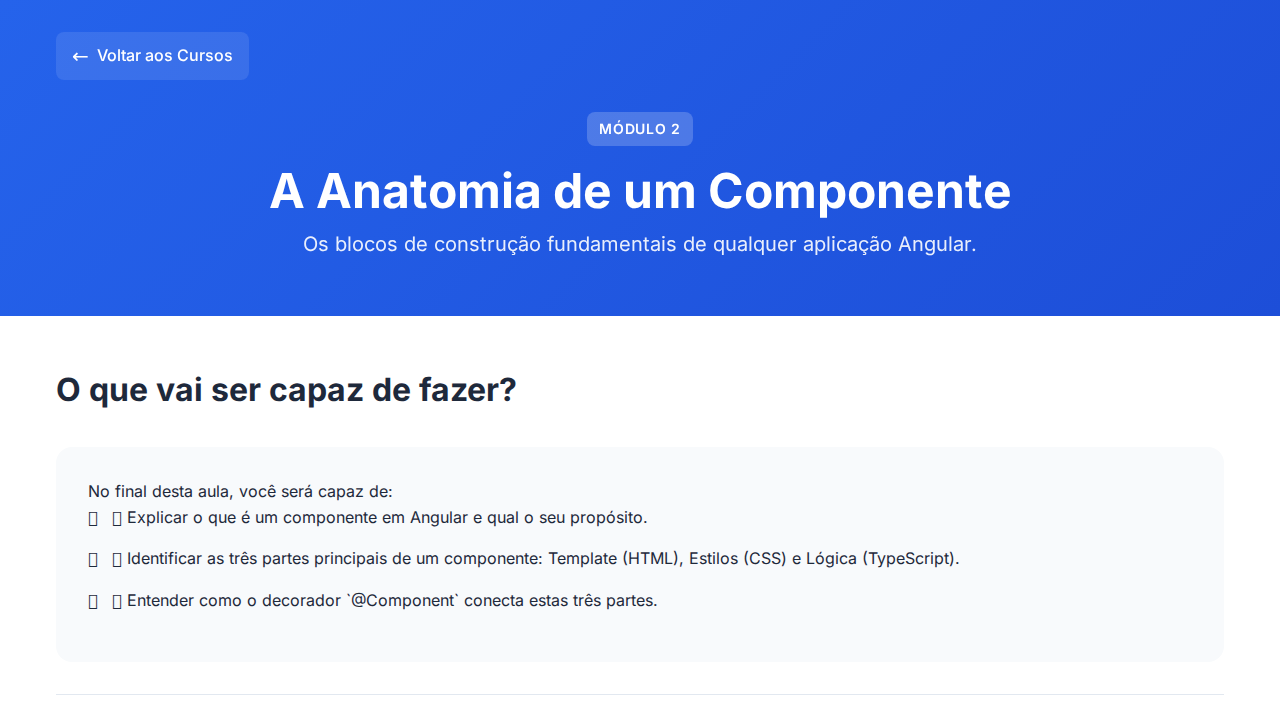 ← Voltar aos Cursos
MÓDULO 2
A Anatomia de um Componente
Os blocos de construção fundamentais de qualquer aplicação Angular.
O que vai ser capaz de fazer?
No final desta aula, você será capaz de:
Explicar o que é um componente em Angular e qual o seu propósito.
Identificar as três partes principais de um componente: Template (HTML), Estilos (CSS) e Lógica (TypeScript).
Entender como o decorador `@Component` conecta estas três partes.